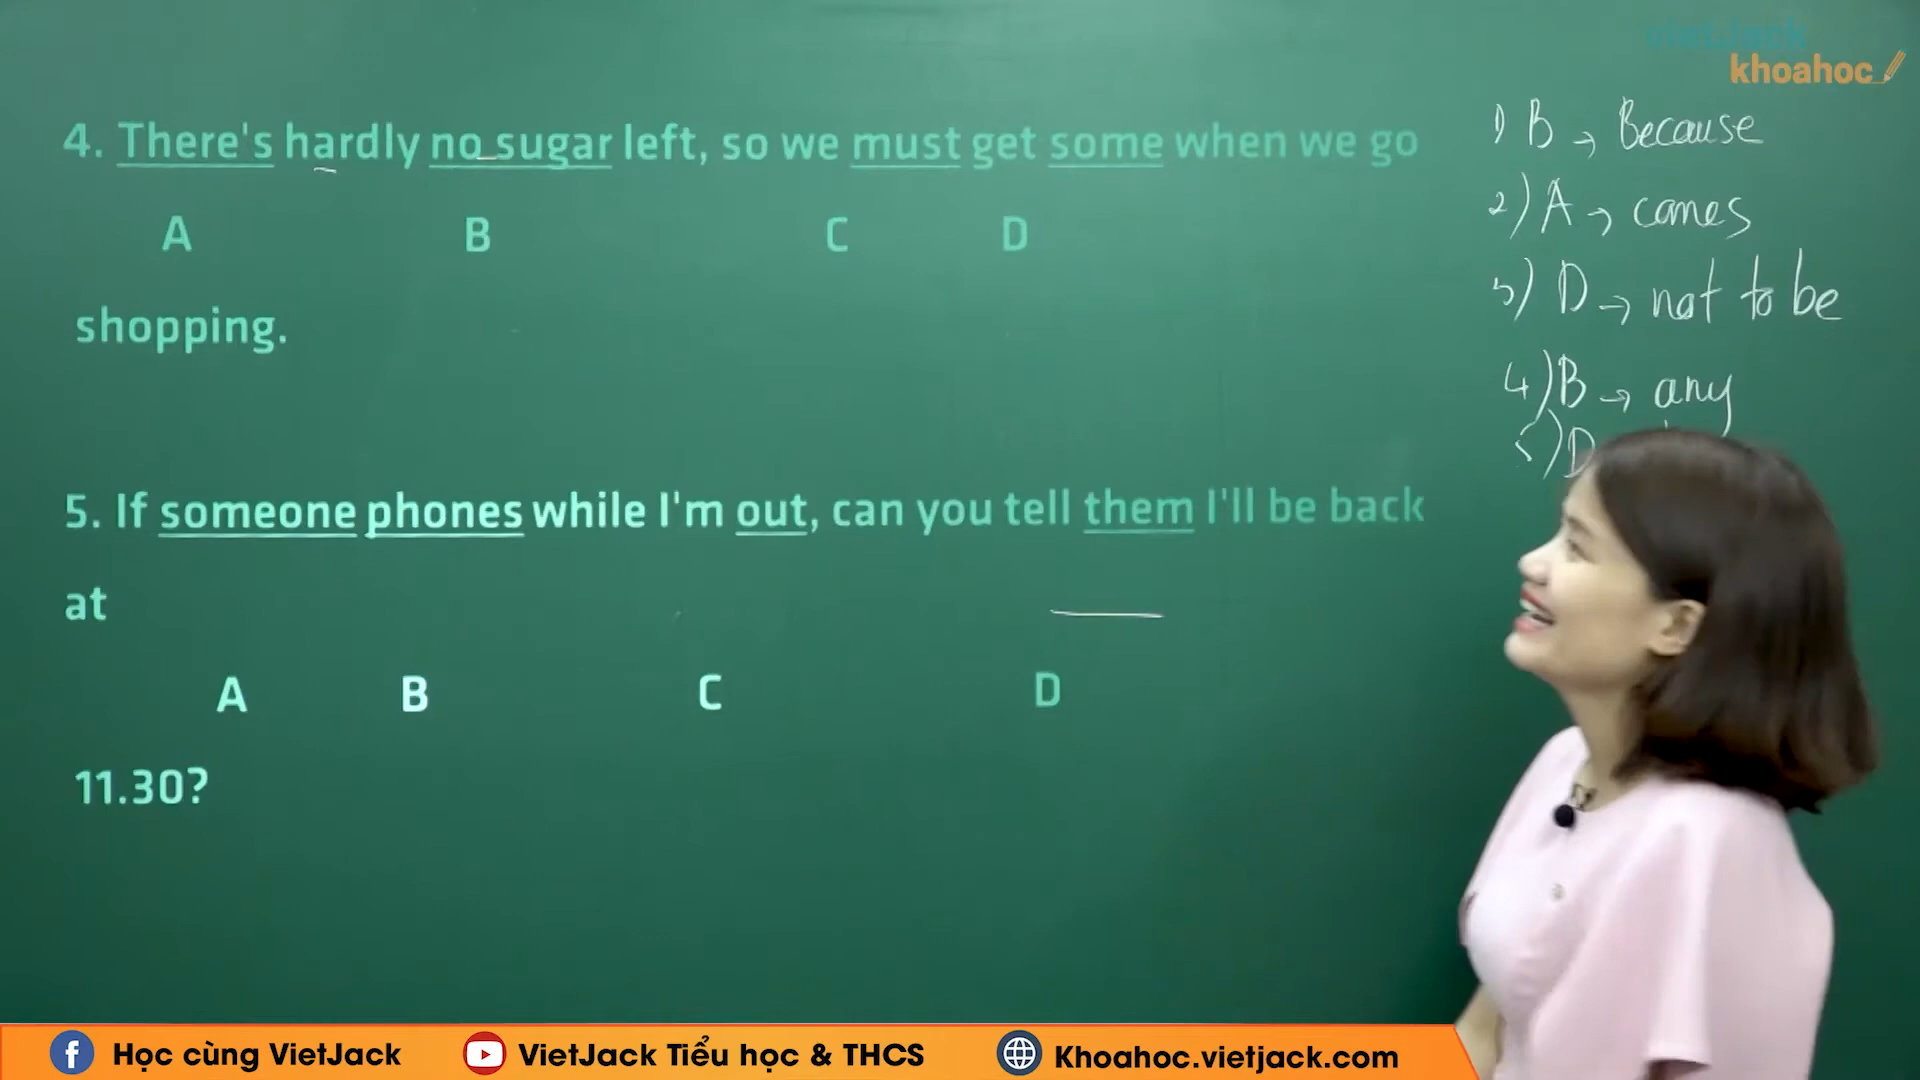 vietjack
khoahoc
4. There's hardly no sugar left, so we must get some when we go
A B C D
shopping.
5. If someone phones while I'm out, can you tell them I'll be back
at
A B C D
11.30?
1) B → Because
2) A → comes
3) D → not to be
4) B → any
5) D
Học cùng VietJack
VietJack Tiểu học & THCS
Khoahoc.vietjack.com